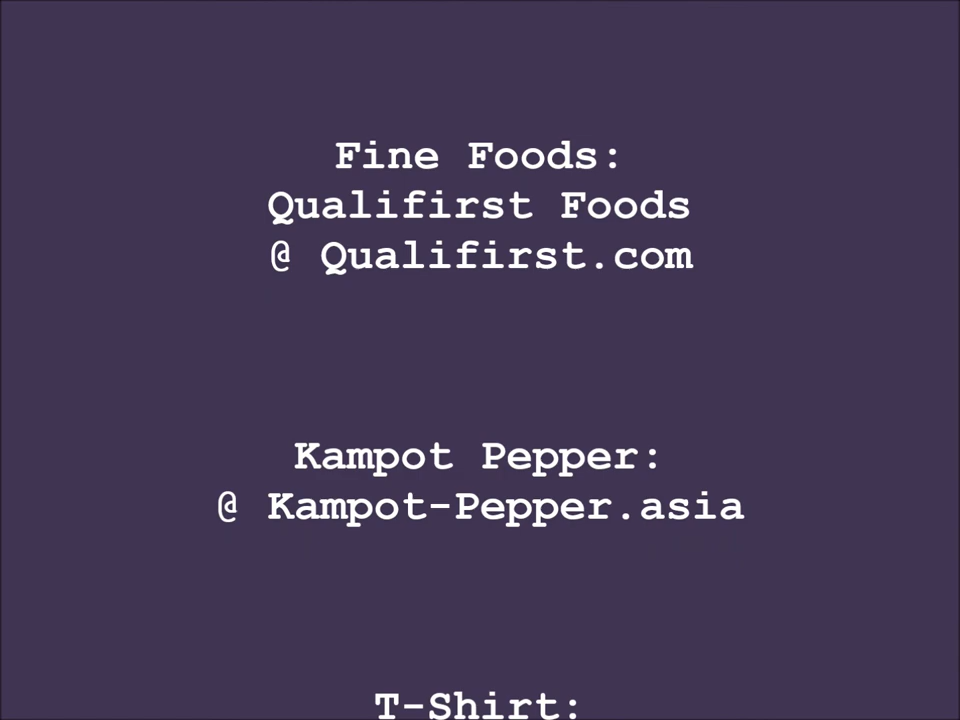 Fine Foods:
Qualifirst Foods
@ Qualifirst.com
Kampot Pepper:
@ Kampot-Pepper.asia
T-Shirt: